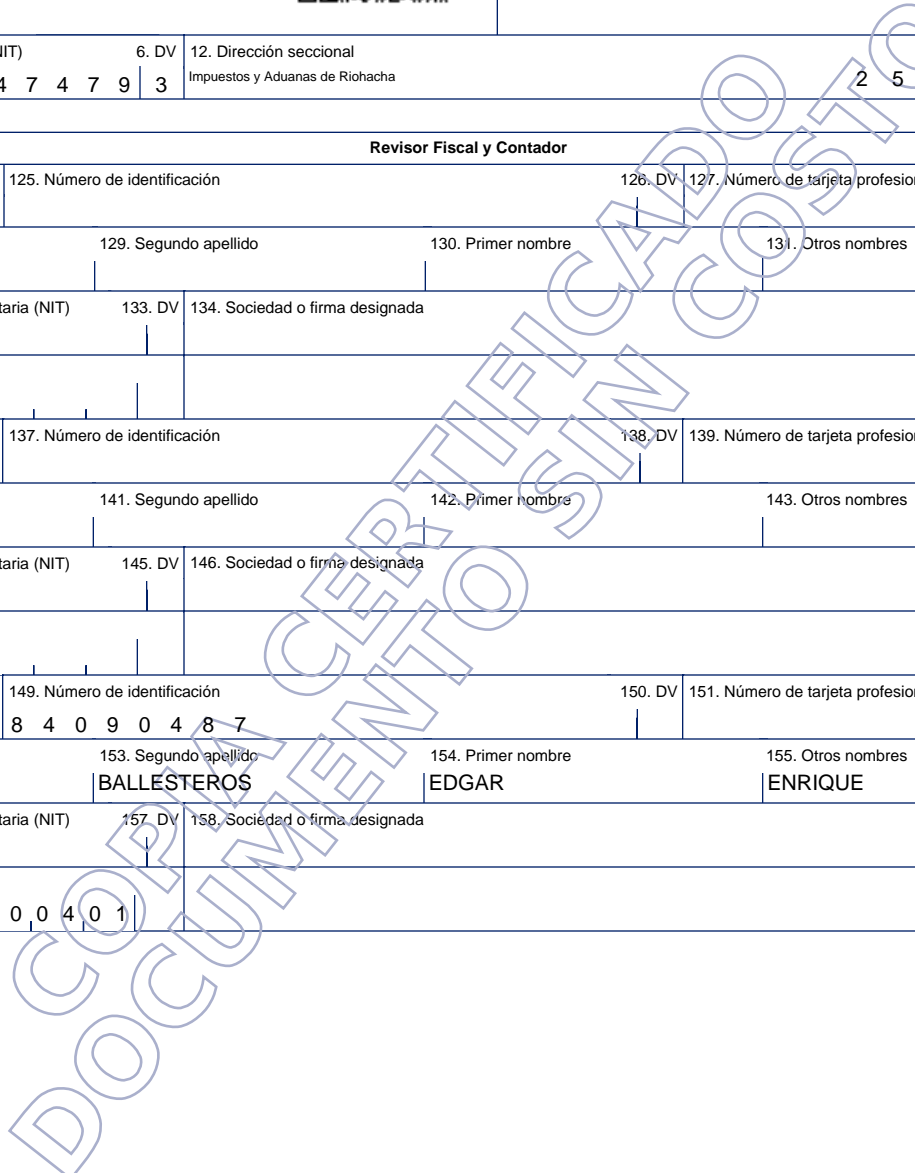 NIT) 6. DV 12. Dirección seccional
4 7 4 7 9 3 Impuestos y Aduanas de Riohacha 2 5
Revisor Fiscal y Contador
125. Número de identificación 126. DV 127. Número de tarjeta profesion
129. Segundo apellido 130. Primer nombre 131. Otros nombres
taria (NIT) 133. DV 134. Sociedad o firma designada
137. Número de identificación 138. DV 139. Número de tarjeta profesion
141. Segundo apellido 142. Primer nombre 143. Otros nombres
taria (NIT) 145. DV 146. Sociedad o firma designada
149. Número de identificación 150. DV 151. Número de tarjeta profesion
8 4 0 9 0 4 8 7
153. Segundo apellido 154. Primer nombre 155. Otros nombres
BALLESTEROS EDGAR ENRIQUE
taria (NIT) 157. DV 158. Sociedad o firma designada
0 0 4 0 1
COPIA CERTIFICADO
DOCUMENTO SIN COSTO